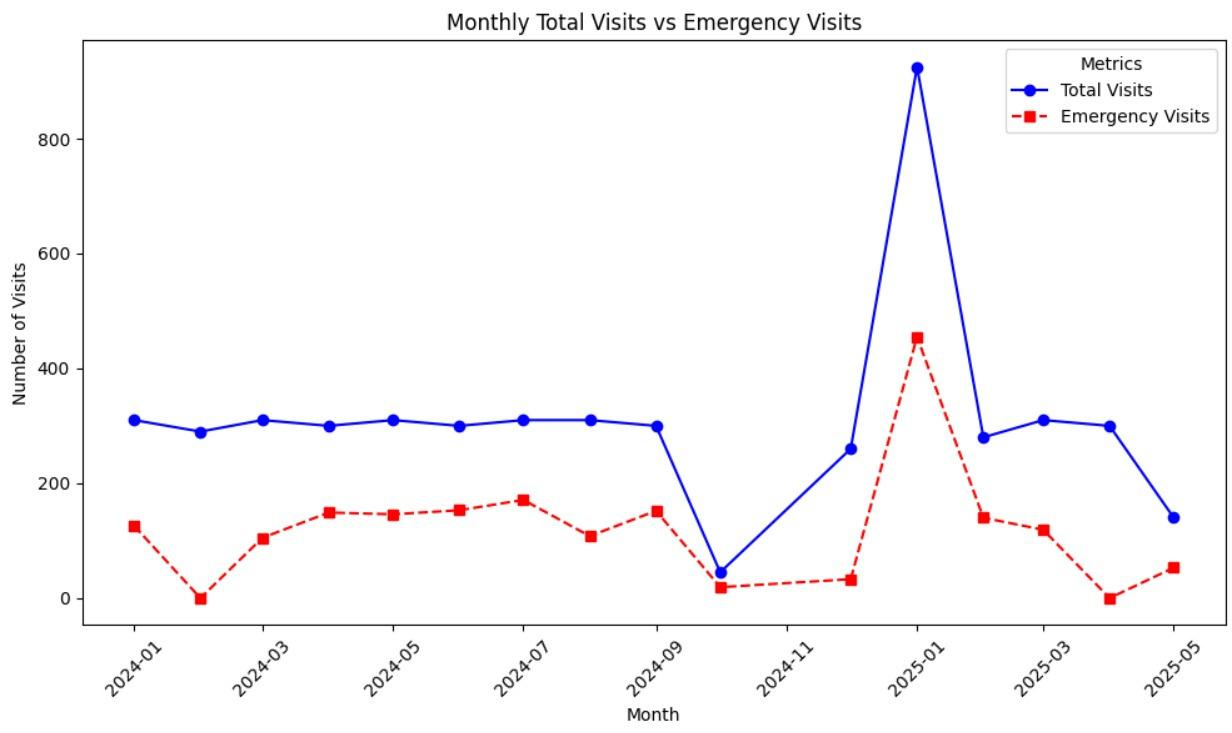 Monthly Total Visits vs Emergency Visits
Metrics
Total Visits
Emergency Visits
Number of Visits
800
600
400
200
0
2024-01
2024-03
2024-05
2024-07
2024-09
2024-11
2025-01
2025-03
2025-05
Month